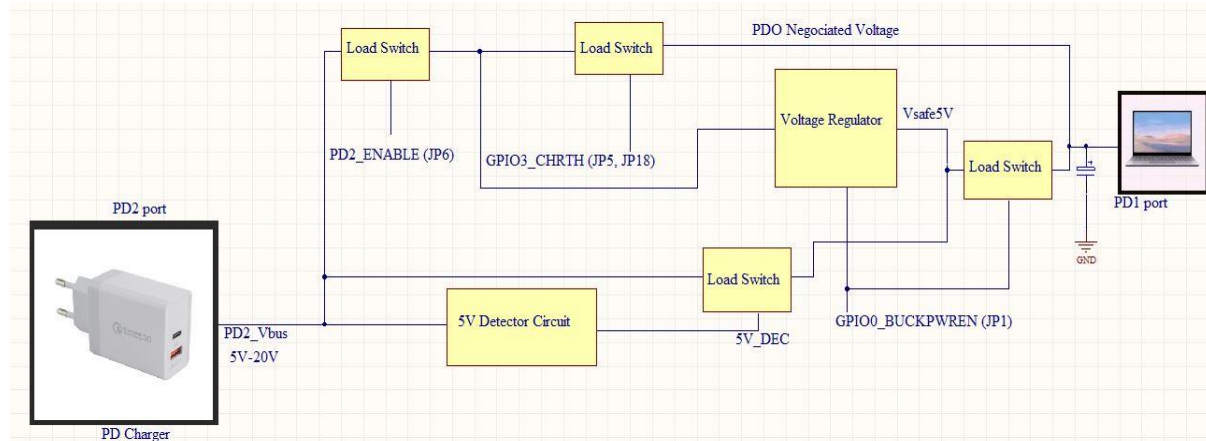 PDO Negociated Voltage
Load Switch
Load Switch
Voltage Regulator
Vsafe5V
PD2_ENABLE (JP6)
GPIO3_CHRTH (JP5, JP18)
Load Switch
PD1 port
PD2 port
GND
Load Switch
5V Detector Circuit
GPIO0_BUCKPWREN (JP1)
PD2_Vbus
5V_DEC
5V-20V
PD Charger